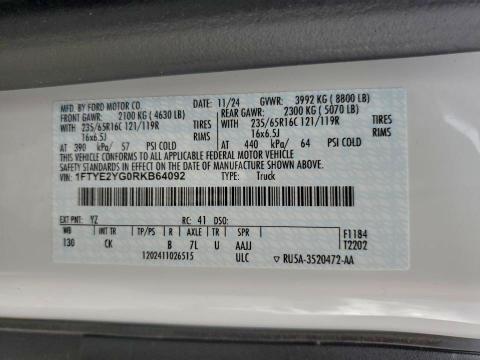 MFD. BY FORD MOTOR CO.
11/24 GVWR: 3992 KG (8800 LB)
FRONT GAWR: 2100 KG (4630 LB)
REAR GAWR: 2300 KG (5070 LB)
WITH 235/65R16C 121/119R TIRES
WITH 235/65R16C 121/119R TIRES
16x6.5J RIMS
16x6.5J RIMS
AT 390 kPa/ 57 PSI COLD
AT 440 kPa/ 64 PSI COLD
THIS VEHICLE CONFORMS TO ALL APPLICABLE FEDERAL MOTOR VEHICLE
SAFETY STANDARDS IN EFFECT ON THE DATE OF MANUFACTURE SHOWN ABOVE.
VIN: 1FTYE2YG0RKB64092 TYPE: Truck
EXT PNT: YZ RC: 41 DSO:
WB INT TR TP/PS R AXLE TR SPR F1184
130 CK B 7L U AAJJ T2202
1202411026515 ULC RU5A-3520472-AA